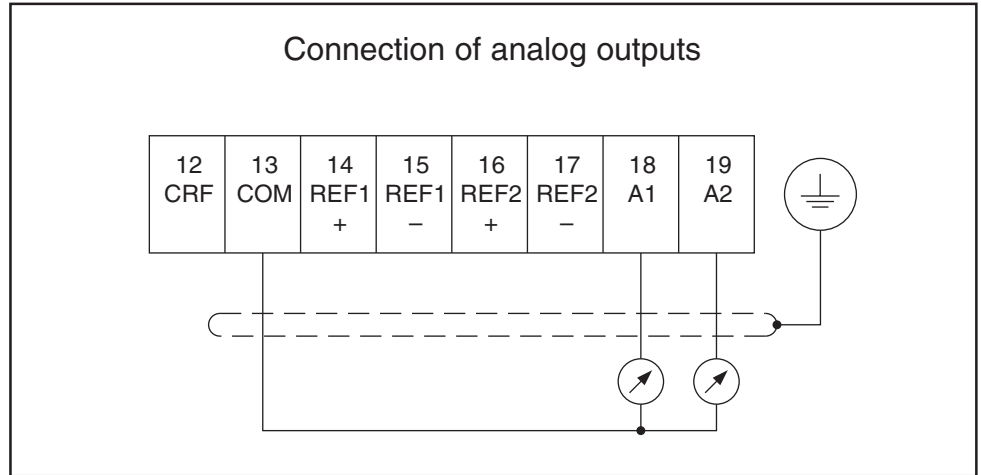 Connection of analog outputs
12 13 14 15 16 17 18 19
CRF COM REF1 REF1 REF2 REF2 A1 A2
+ – + –